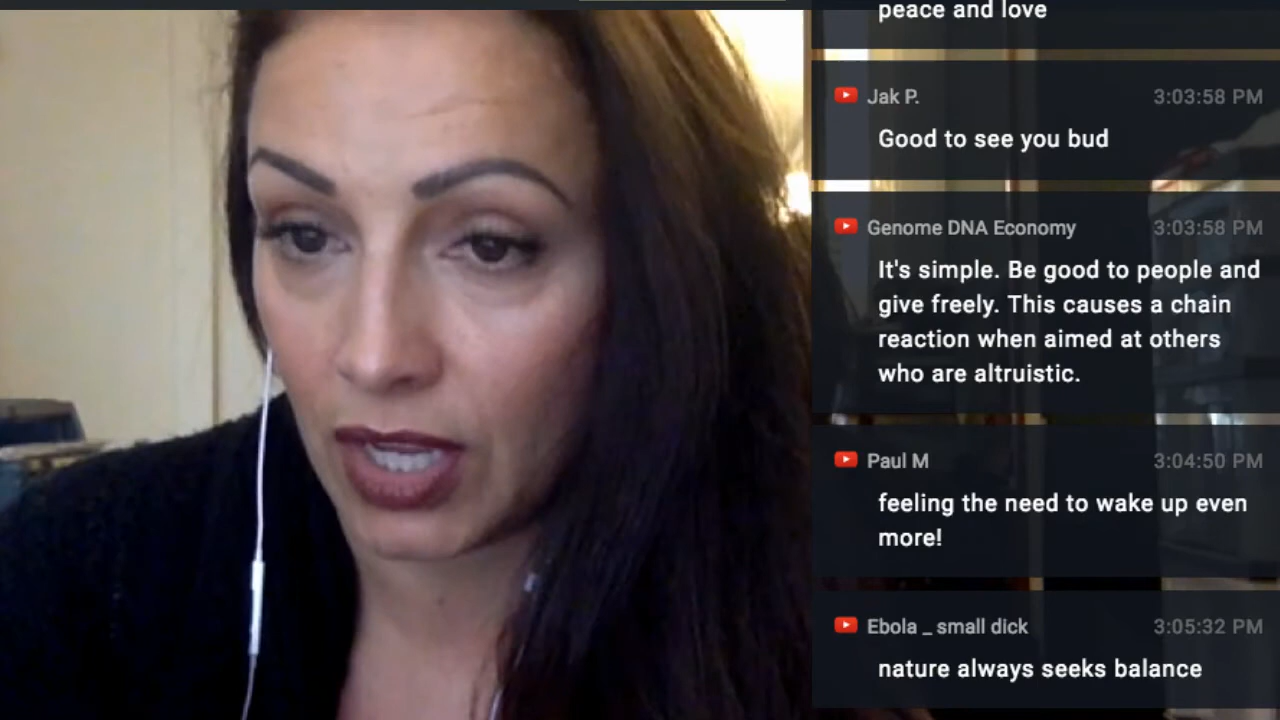 peace and love
Jak P. 3:03:58 PM
Good to see you bud
Genome DNA Economy 3:03:58 PM
It's simple. Be good to people and
give freely. This causes a chain
reaction when aimed at others
who are altruistic.
Paul M 3:04:50 PM
feeling the need to wake up even
more!
Ebola _ small dick 3:05:32 PM
nature always seeks balance